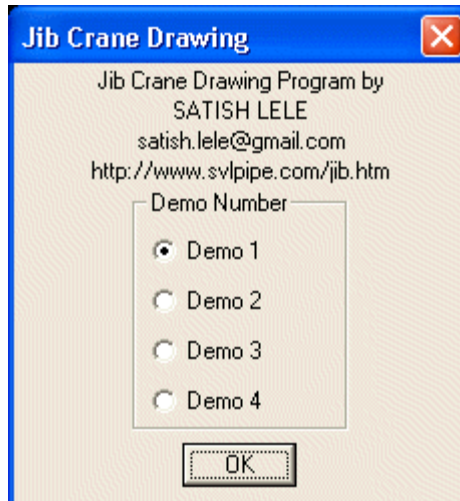 Jib Crane Drawing
Jib Crane Drawing Program by
SATISH LELE
satish.lele@gmail.com
http://www.svlpipe.com/jib.htm
Demo Number
Demo 1
Demo 2
Demo 3
Demo 4
OK